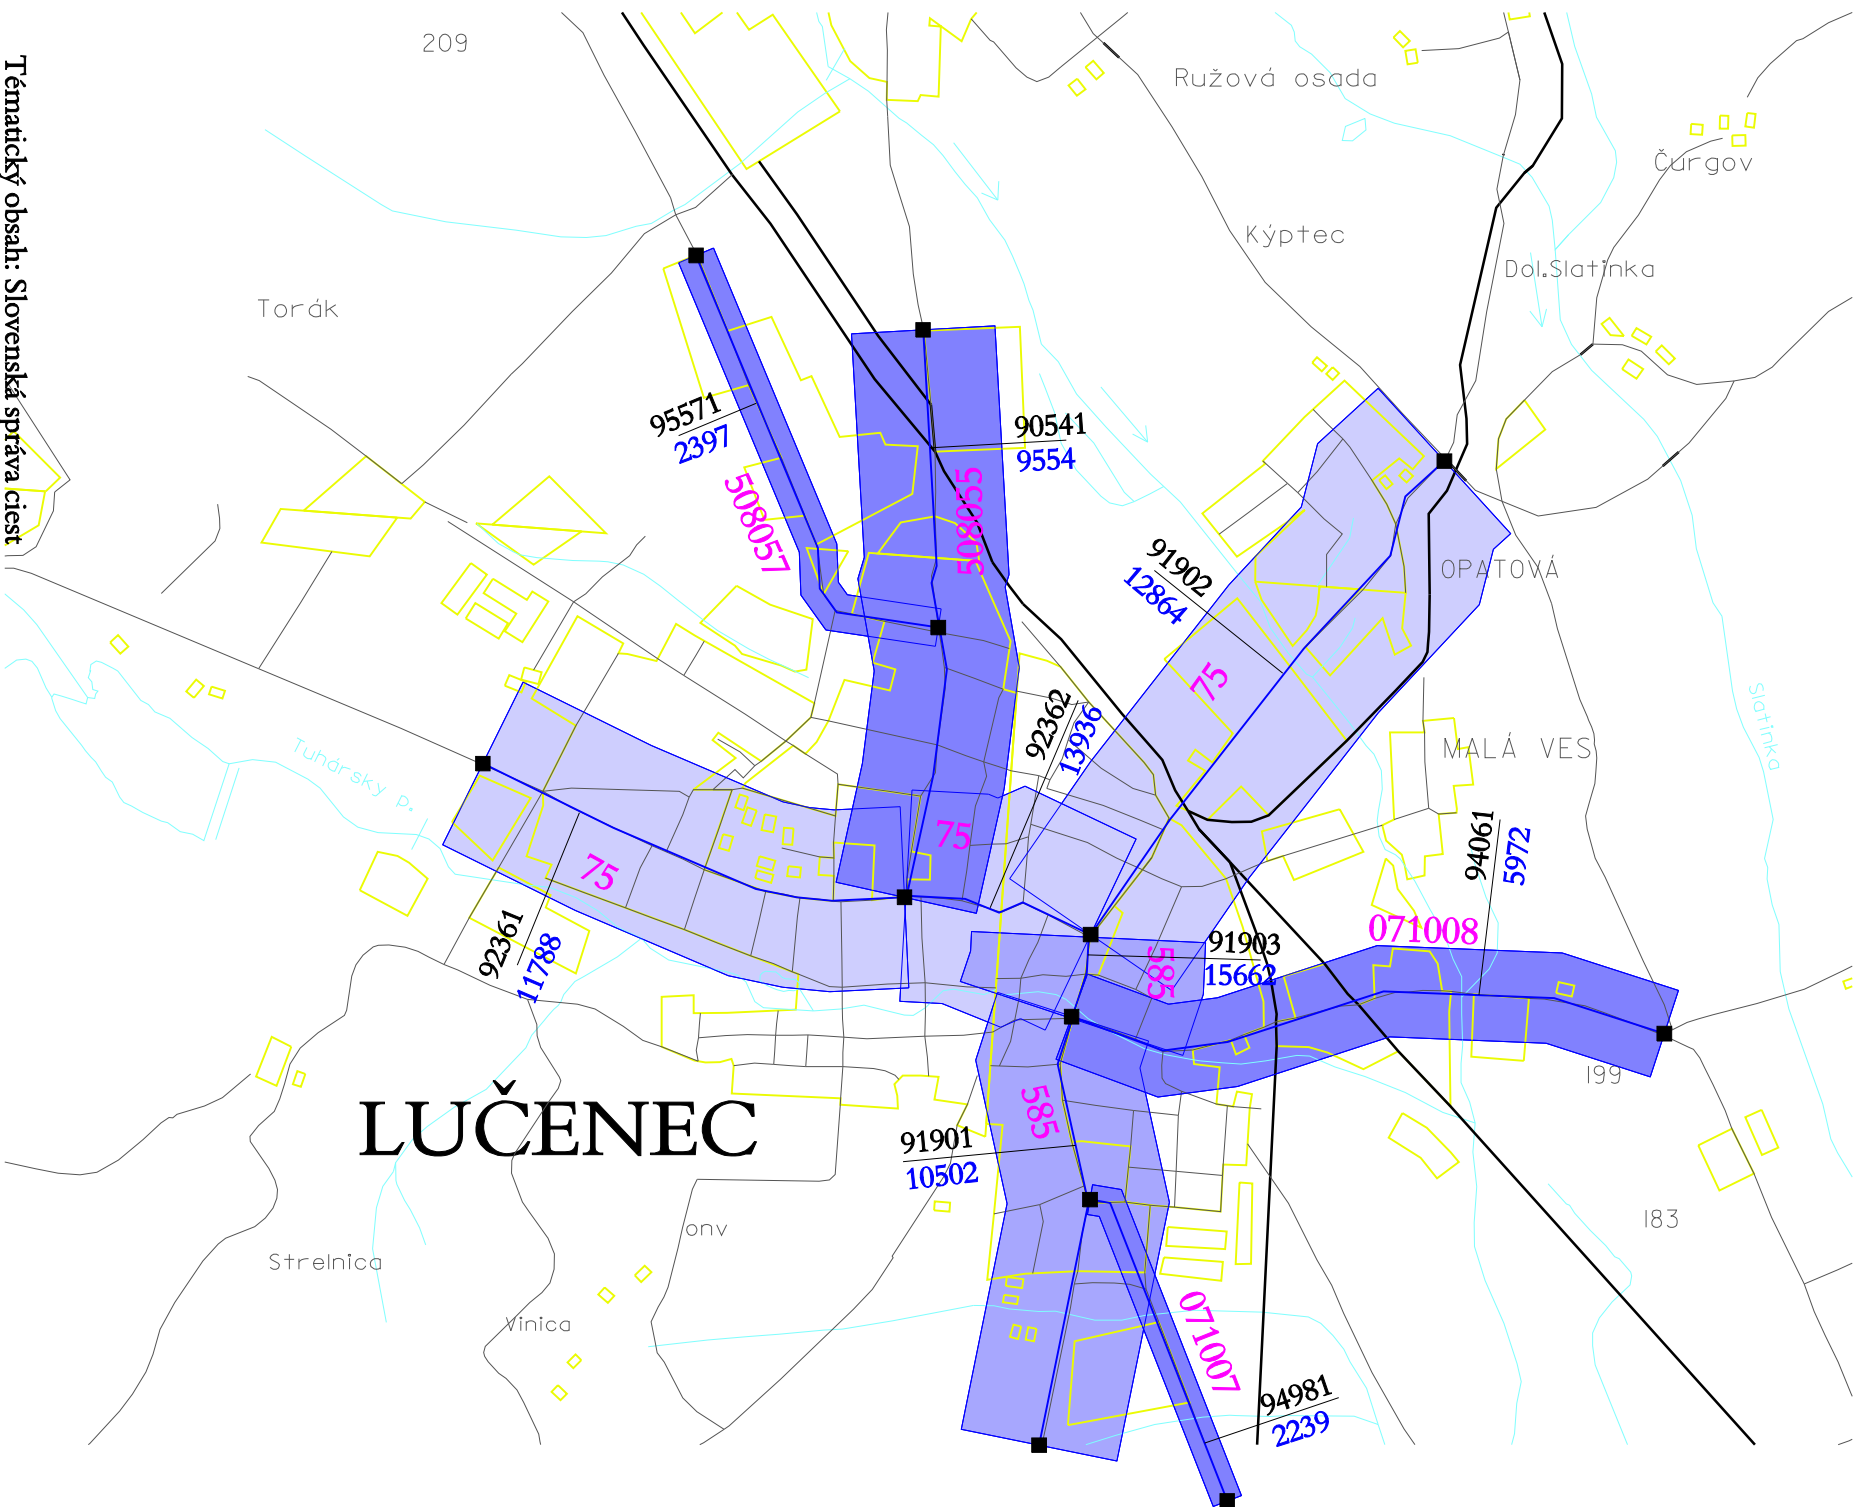 Tématický obsah: Slovenská správa ciest
209
Ružová osada
Čurgov
Kýptec
Dol.Slatinka
Torák
95571
2397
508057
90541
9554
508055
91902
12864
75
OPATOVÁ
92362
13936
MALÁ VES
Slatinka
Tuhársky p.
75
75
94061
5972
92361
11788
071008
91903
15662
585
199
LUČENEC
585
91901
10502
183
onv
Strelnica
Vinica
071007
94981
2239